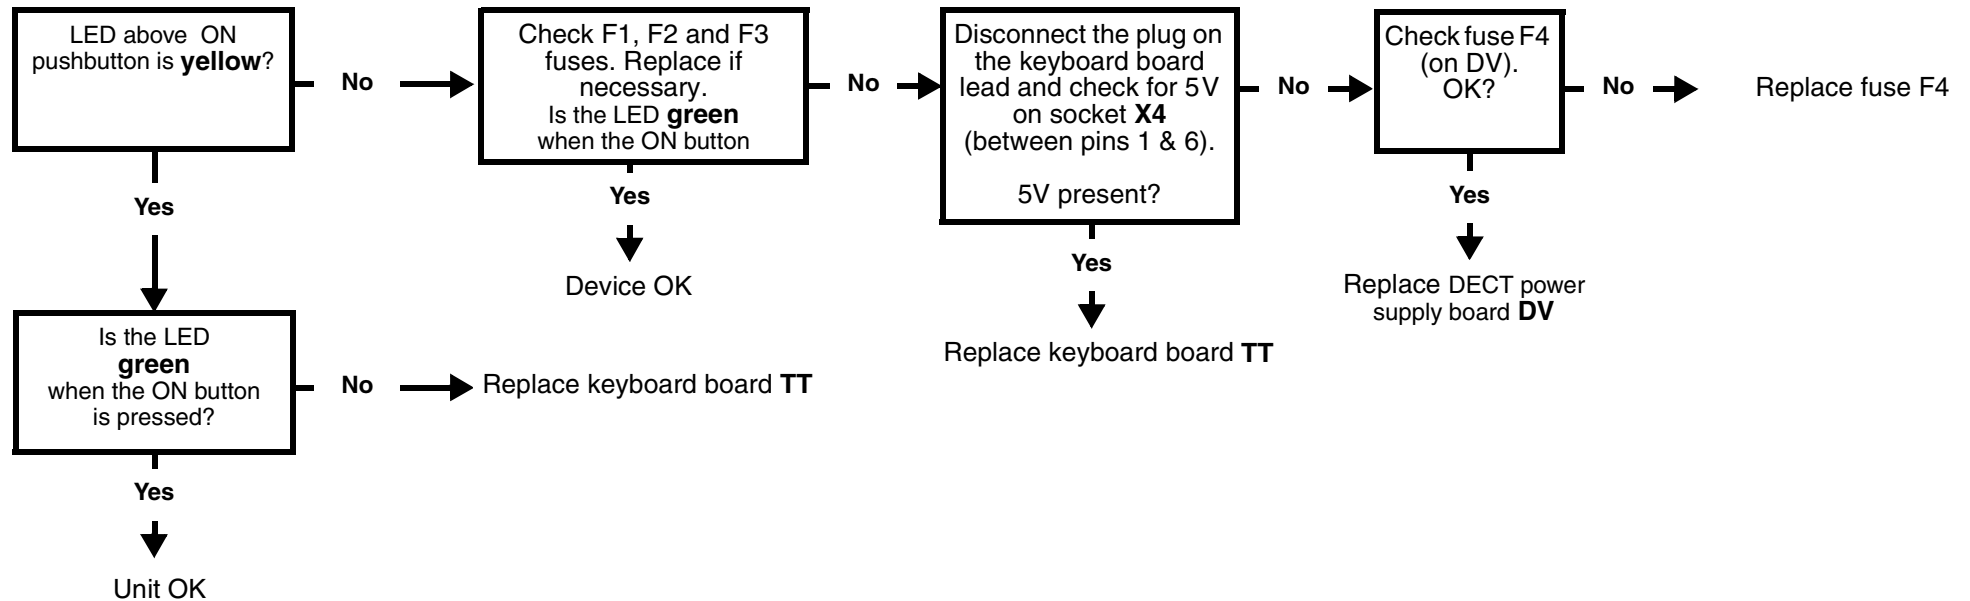 LED above ON
pushbutton is yellow?
No
Check F1, F2 and F3
fuses. Replace if
necessary.
Is the LED green
when the ON button
No
Disconnect the plug on
the keyboard board
lead and check for 5V
on socket X4
(between pins 1 & 6).
5V present?
No
Check fuse F4
(on DV).
OK?
No
Replace fuse F4
Yes
Yes
Yes
Yes
Device OK
Replace keyboard board TT
Replace DECT power
supply board DV
Is the LED
green
when the ON button
is pressed?
No
Replace keyboard board TT
Yes
Unit OK